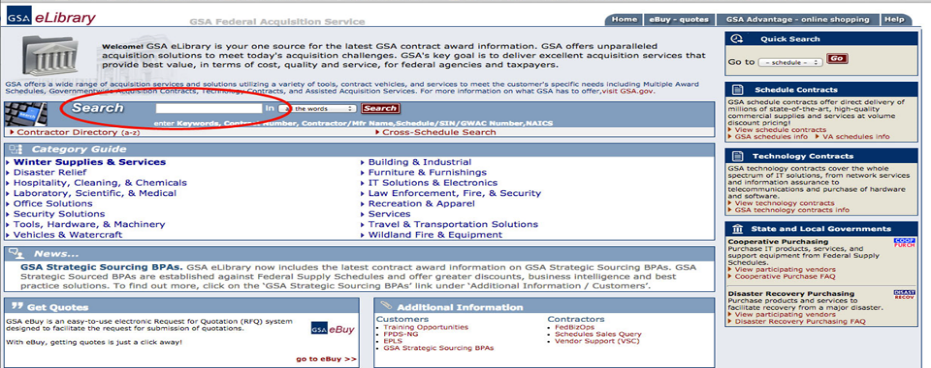 GSA eLibrary
GSA Federal Acquisition Service
Home eBuy - quotes GSA Advantage - online shopping Help
Welcome! GSA eLibrary is your one source for the latest GSA contract award information. GSA offers unparalleled
acquisition solutions to meet today's acquisition challenges. GSA's key goal is to deliver excellent acquisition services that
provide best value, in terms of cost, quality and service, for federal agencies and taxpayers.
GSA offers a wide range of acquisition services and solutions utilizing a variety of tools, contract vehicles, and services to meet the customer's specific needs including Multiple Award
Schedules, Governmentwide Acquisition Contracts, Technology Contracts, and Assisted Acquisition Services. For more information on what GSA has to offer,visit GSA.gov.
Search in the words Search
enter Keywords, Contract Number, Contractor/Mfr Name,Schedule/SIN/GWAC Number,NAICS
Contractor Directory (a-z) Cross-Schedule Search
Category Guide
Winter Supplies & Services
Disaster Relief
Hospitality, Cleaning, & Chemicals
Laboratory, Scientific, & Medical
Office Solutions
Security Solutions
Tools, Hardware, & Machinery
Vehicles & Watercraft
Building & Industrial
Furniture & Furnishings
IT Solutions & Electronics
Law Enforcement, Fire, & Security
Recreation & Apparel
Services
Travel & Transportation Solutions
Wildland Fire & Equipment
News...
GSA Strategic Sourcing BPAs. GSA eLibrary now includes the latest contract award information on GSA Strategic Sourcing BPAs. GSA
Strategic Sourced BPAs are established against Federal Supply Schedules and offer greater discounts, business intelligence and best
practice solutions. To find out more, click on the 'GSA Strategic Sourcing BPAs' link under 'Additional Information / Customers'.
Get Quotes
GSA eBuy is an easy-to-use electronic Request for Quotation (RFQ) system
designed to facilitate the request for submission of quotations.
With eBuy, getting quotes is just a click away!
GSA eBuy
go to eBuy >>
Additional Information
Customers
Training Opportunities
FPDS-NG
EPLS
GSA Strategic Sourcing BPAs
Contractors
FedBizOps
Schedules Sales Query
Vendor Support (VSC)
Quick Search
Go to - schedule - Go
Schedule Contracts
GSA schedule contracts offer direct delivery of
millions of state-of-the-art, high-quality
commercial supplies and services at volume
discount pricing!
View schedule contracts
GSA schedules info VA schedules info
Technology Contracts
GSA technology contracts cover the whole
spectrum of IT solutions, from network services
and information assurance to
telecommunications and purchase of hardware
and software.
View technology contracts
GSA technology contracts info
State and Local Governments
Cooperative Purchasing COOP PURCH
Purchase IT products, services, and
support equipment from Federal Supply
Schedules.
View participating vendors
Cooperative Purchase FAQ
Disaster Recovery Purchasing DISAST RECOV
Purchase products and services to
facilitate recovery from a major disaster.
View participating vendors
Disaster Recovery Purchasing FAQ